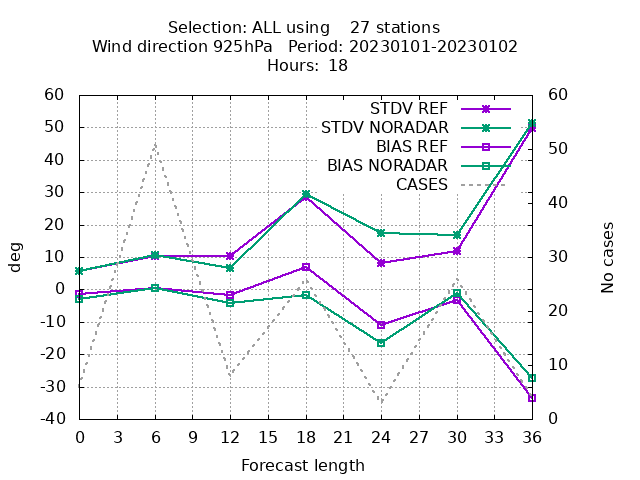 Selection: ALL using    27 stations
Wind direction 925hPa   Period: 20230101-20230102
Hours:  18
60
50
40
30
20
10
0
-10
-20
-30
-40
deg
STDV REF
STDV NORADAR
BIAS REF
BIAS NORADAR
CASES
60
50
40
30
20
10
0
No cases
0 3 6 9 12 15 18 21 24 27 30 33 36
Forecast length